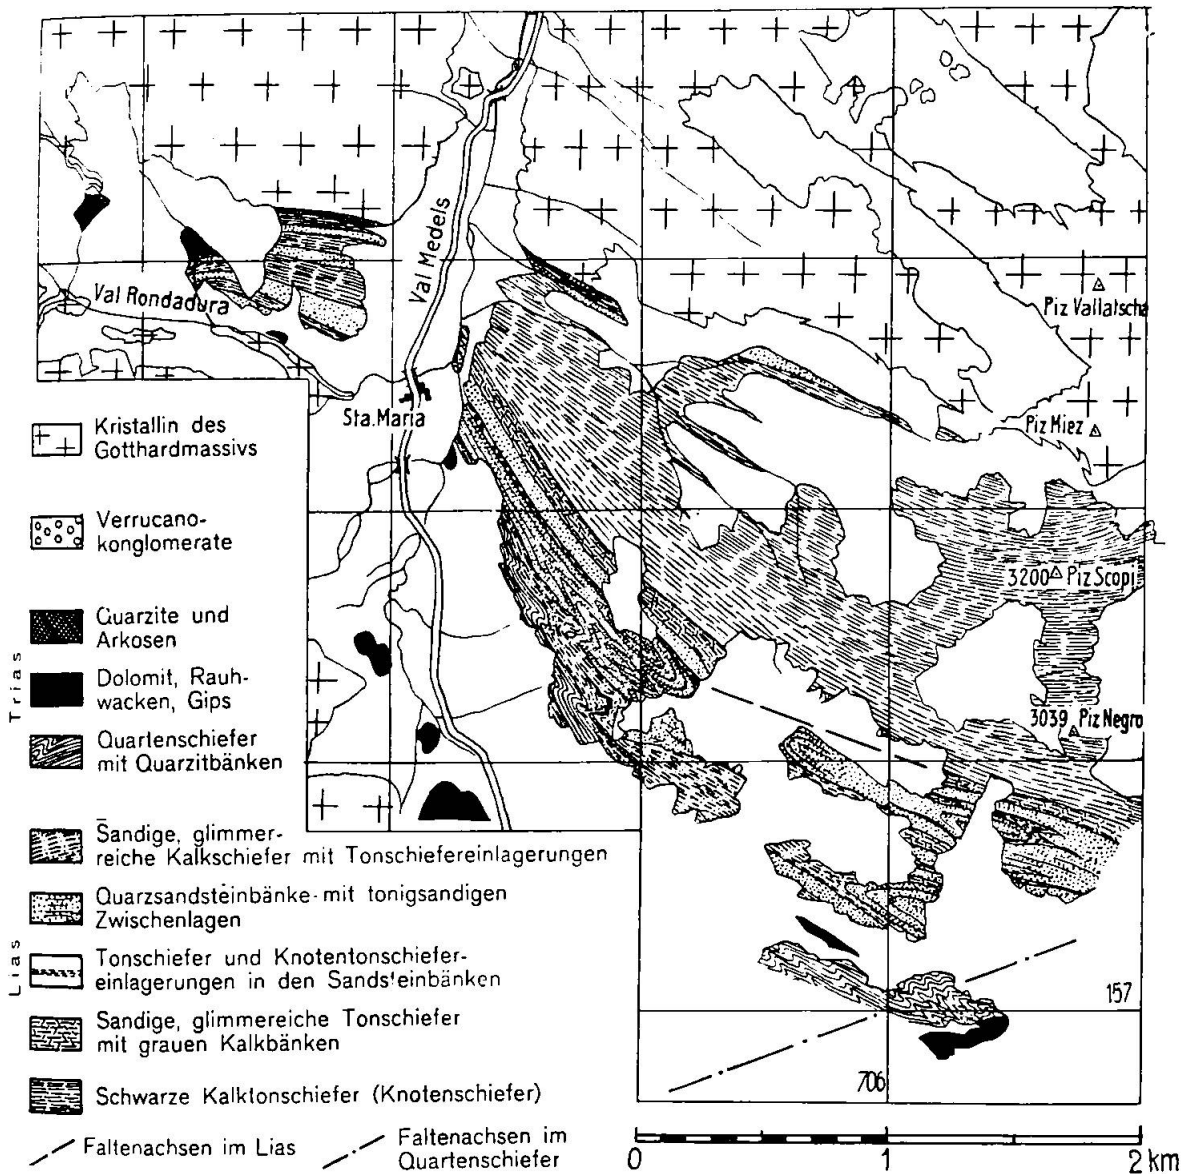 Val Medels
Val Rondadura
Piz Vallatscha
Sta. Maria
Piz Miez
3200 Piz Scopi
3039 Piz Negro
157
706
Kristallin des
Gotthardmassivs
Verrucano-
konglomerate
Trias
Quarzite und
Arkosen
Dolomit, Rauh-
wacken, Gips
Quartenschiefer
mit Quarzitbänken
Lias
Sandige, glimmer-
reiche Kalkschiefer mit Tonschiefereinlagerungen
Quarzsandsteinbänke mit tonigsandigen
Zwischenlagen
Tonschiefer und Knotentonschiefer-
einlagerungen in den Sandsteinbänken
Sandige, glimmereiche Tonschiefer
mit grauen Kalkbänken
Schwarze Kalktonschiefer (Knotenschiefer)
Faltenachsen im Lias
Faltenachsen im
Quartenschiefer
0 1 2 km